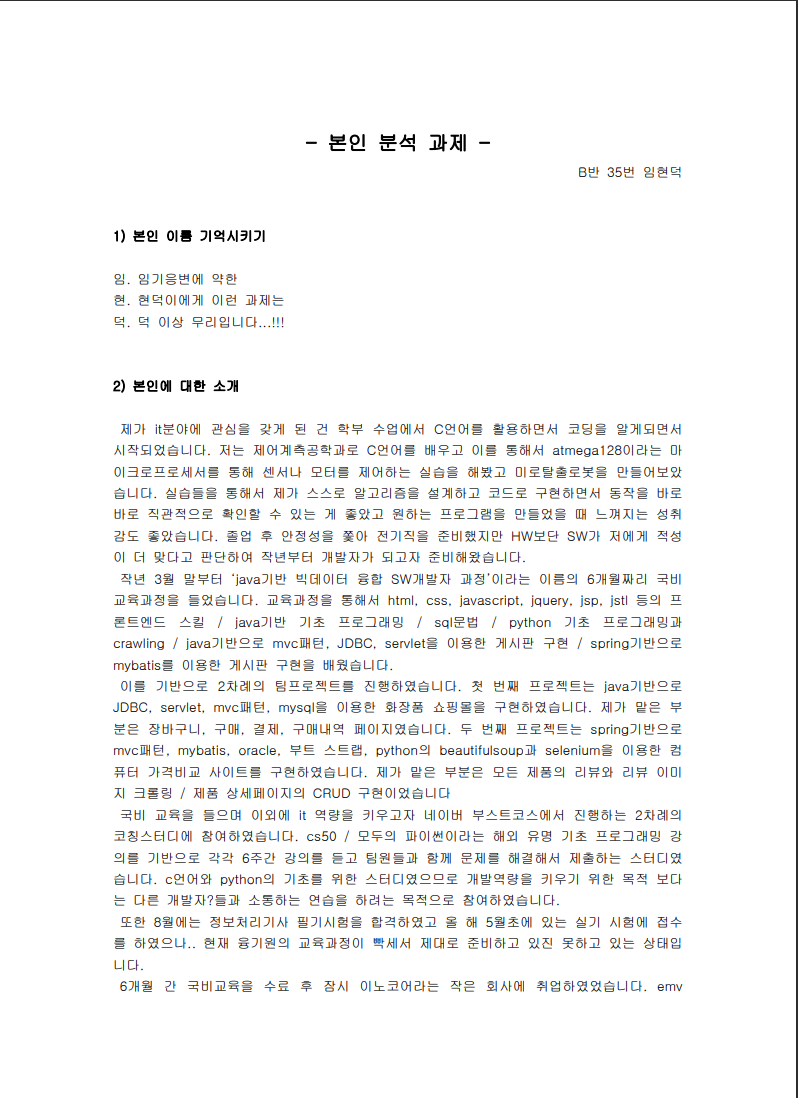 - 본인 분석 과제 -
B반 35번 임현덕
1) 본인 이름 기억시키기
임. 임기응변에 약한
현. 현덕이에게 이런 과제는
덕. 덕 이상 무리입니다...!!!
2) 본인에 대한 소개
제가 it분야에 관심을 갖게 된 건 학부 수업에서 C언어를 활용하면서 코딩을 알게되면서
시작되었습니다. 저는 제어계측공학과로 C언어를 배우고 이를 통해서 atmega128이라는 마
이크로프로세서를 통해 센서나 모터를 제어하는 실습을 해봤고 미로탈출로봇을 만들어보았
습니다. 실습들을 통해서 제가 스스로 알고리즘을 설계하고 코드로 구현하면서 동작을 바로
바로 직관적으로 확인할 수 있는 게 좋았고 원하는 프로그램을 만들었을 때 느껴지는 성취
감도 좋았습니다. 졸업 후 안정성을 쫓아 전기직을 준비했지만 HW보단 SW가 저에게 적성
이 더 맞다고 판단하여 작년부터 개발자가 되고자 준비해왔습니다.
작년 3월 말부터 ‘java기반 빅데이터 융합 SW개발자 과정’이라는 이름의 6개월짜리 국비
교육과정을 들었습니다. 교육과정을 통해서 html, css, javascript, jquery, jsp, jstl 등의 프
론트엔드 스킬 / java기반 기초 프로그래밍 / sql문법 / python 기초 프로그래밍과
crawling / java기반으로 mvc패턴, JDBC, servlet을 이용한 게시판 구현 / spring기반으로
mybatis를 이용한 게시판 구현을 배웠습니다.
이를 기반으로 2차례의 팀프로젝트를 진행하였습니다. 첫 번째 프로젝트는 java기반으로
JDBC, servlet, mvc패턴, mysql을 이용한 화장품 쇼핑몰을 구현하였습니다. 제가 맡은 부
분은 장바구니, 구매, 결제, 구매내역 페이지였습니다. 두 번째 프로젝트는 spring기반으로
mvc패턴, mybatis, oracle, 부트 스트랩, python의 beautifulsoup과 selenium을 이용한 컴
퓨터 가격비교 사이트를 구현하였습니다. 제가 맡은 부분은 모든 제품의 리뷰와 리뷰 이미
지 크롤링 / 제품 상세페이지의 CRUD 구현이었습니다
국비 교육을 들으며 이외에 it 역량을 키우고자 네이버 부스트코스에서 진행하는 2차례의
코칭스터디에 참여하였습니다. cs50 / 모두의 파이썬이라는 해외 유명 기초 프로그래밍 강
의를 기반으로 각각 6주간 강의를 듣고 팀원들과 함께 문제를 해결해서 제출하는 스터디였
습니다. c언어와 python의 기초를 위한 스터디였으므로 개발역량을 키우기 위한 목적 보다
는 다른 개발자?들과 소통하는 연습을 하려는 목적으로 참여하였습니다.
또한 8월에는 정보처리기사 필기시험을 합격하였고 올 해 5월초에 있는 실기 시험에 접수
를 하였으나.. 현재 융기원의 교육과정이 빡세서 제대로 준비하고 있진 못하고 있는 상태입
니다.
6개월 간 국비교육을 수료 후 잠시 이노코어라는 작은 회사에 취업하였었습니다. emv